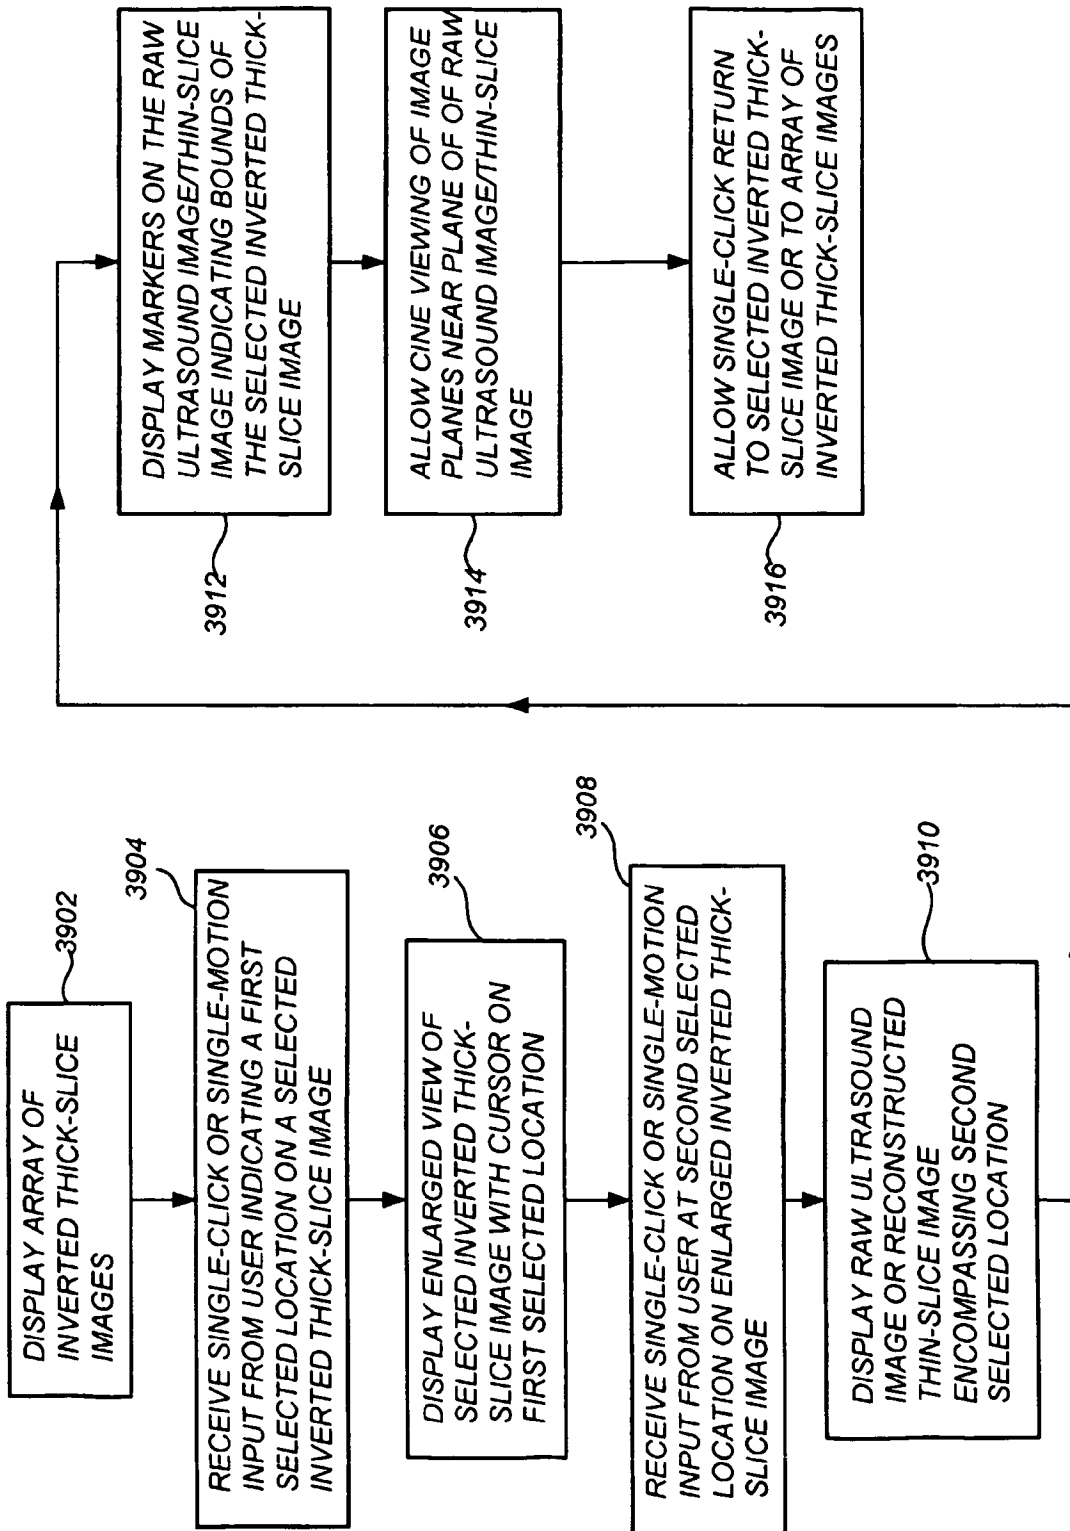 DISPLAY ARRAY OF
INVERTED THICK-SLICE
IMAGES
3902
RECEIVE SINGLE-CLICK OR SINGLE-MOTION
INPUT FROM USER INDICATING A FIRST
SELECTED LOCATION ON A SELECTED
INVERTED THICK-SLICE IMAGE
3904
DISPLAY ENLARGED VIEW OF
SELECTED INVERTED THICK-
SLICE IMAGE WITH CURSOR ON
FIRST SELECTED LOCATION
3906
RECEIVE SINGLE-CLICK OR SINGLE-MOTION
INPUT FROM USER AT SECOND SELECTED
LOCATION ON ENLARGED INVERTED THICK-
SLICE IMAGE
3908
DISPLAY RAW ULTRASOUND
IMAGE OR RECONSTRUCTED
THIN-SLICE IMAGE
ENCOMPASSING SECOND
SELECTED LOCATION
3910
DISPLAY MARKERS ON THE RAW
ULTRASOUND IMAGE/THIN-SLICE
IMAGE INDICATING BOUNDS OF
THE SELECTED INVERTED THICK-
SLICE IMAGE
3912
ALLOW CINE VIEWING OF IMAGE
PLANES NEAR PLANE OF OF RAW
ULTRASOUND IMAGE/THIN-SLICE
IMAGE
3914
ALLOW SINGLE-CLICK RETURN
TO SELECTED INVERTED THICK-
SLICE IMAGE OR TO ARRAY OF
INVERTED THICK-SLICE IMAGES
3916